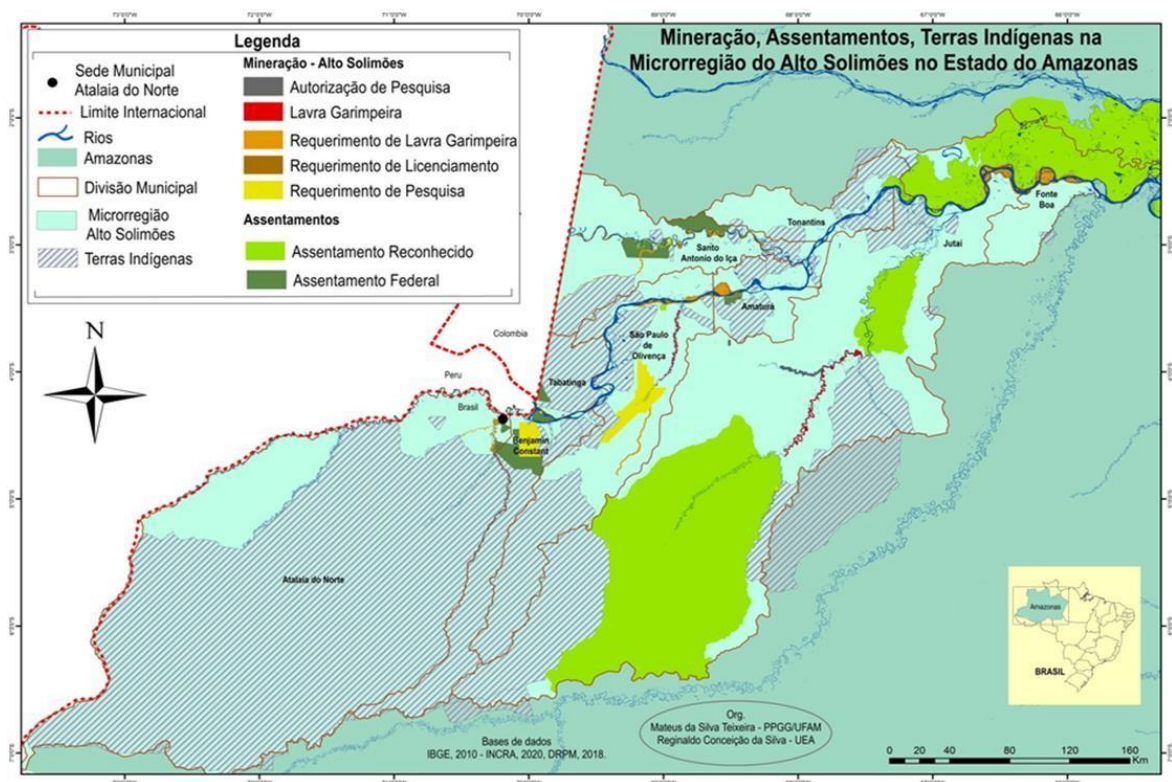 Mineração, Assentamentos, Terras Indígenas na
Microrregião do Alto Solimões no Estado do Amazonas
Legenda
Sede Municipal
Atalaia do Norte
Limite Internacional
Rios
Amazonas
Divisão Municipal
Microrregião
Alto Solimões
Terras Indígenas
Mineração - Alto Solimões
Autorização de Pesquisa
Lavra Garimpeira
Requerimento de Lavra Garimpeira
Requerimento de Licenciamento
Requerimento de Pesquisa
Assentamentos
Assentamento Reconhecido
Assentamento Federal
N
Fonte
Boa
Tonantins
Jutai
Santo
Antonio do Iça
Amatura
São Paulo
de
Olivença
Colombia
Peru
Brasil
Tabatinga
Benjamin
Constant
Atalaia do Norte
Amazonas
BRASIL
Org.
Mateus da Silva Teixeira - PPGG/UFAM
Reginaldo Conceição da Silva - UEA
Bases de dados
IBGE, 2010 - INCRA, 2020, DRPM, 2018.
0 20 40 80 120 160
Km